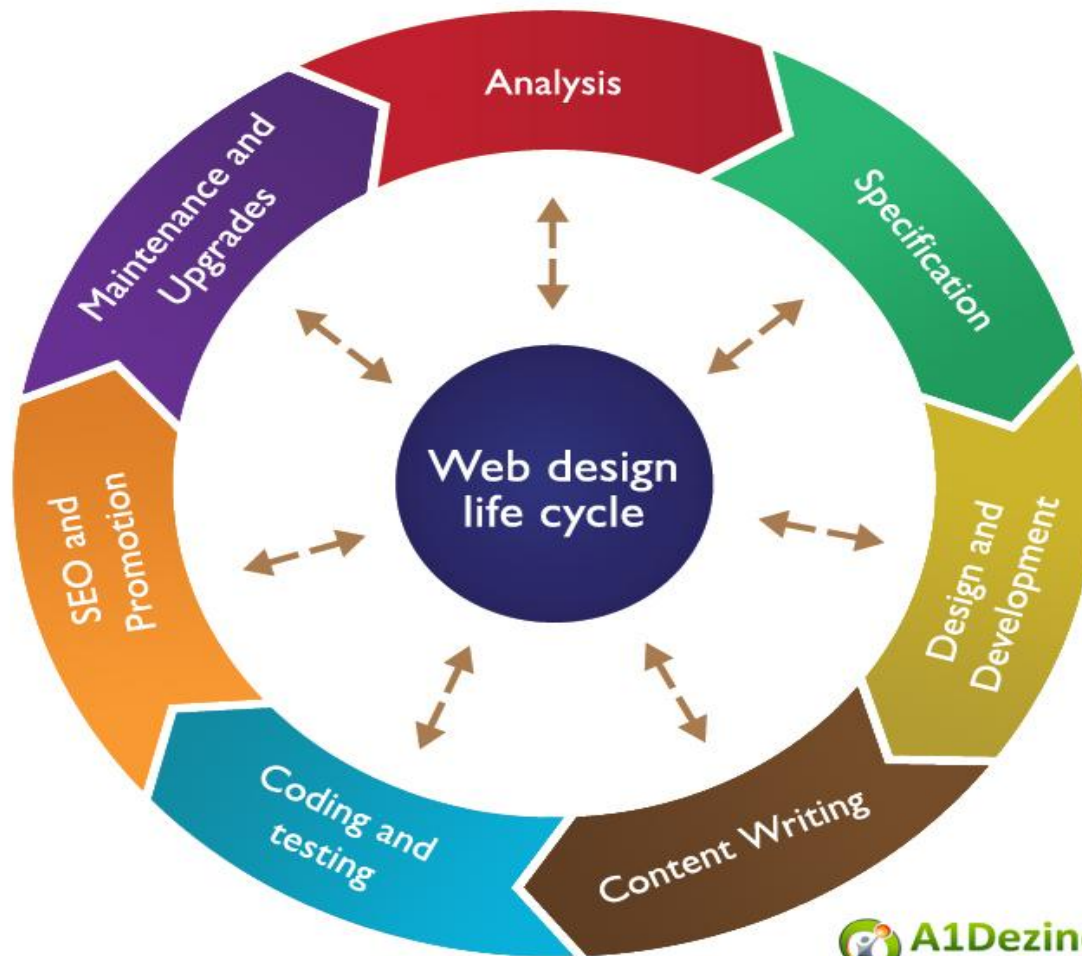 Analysis
Specification
Design and
Development
Content Writing
Coding and
testing
SEO and
Promotion
Maintenance and
Upgrades
Web design
life cycle
A1Dezin